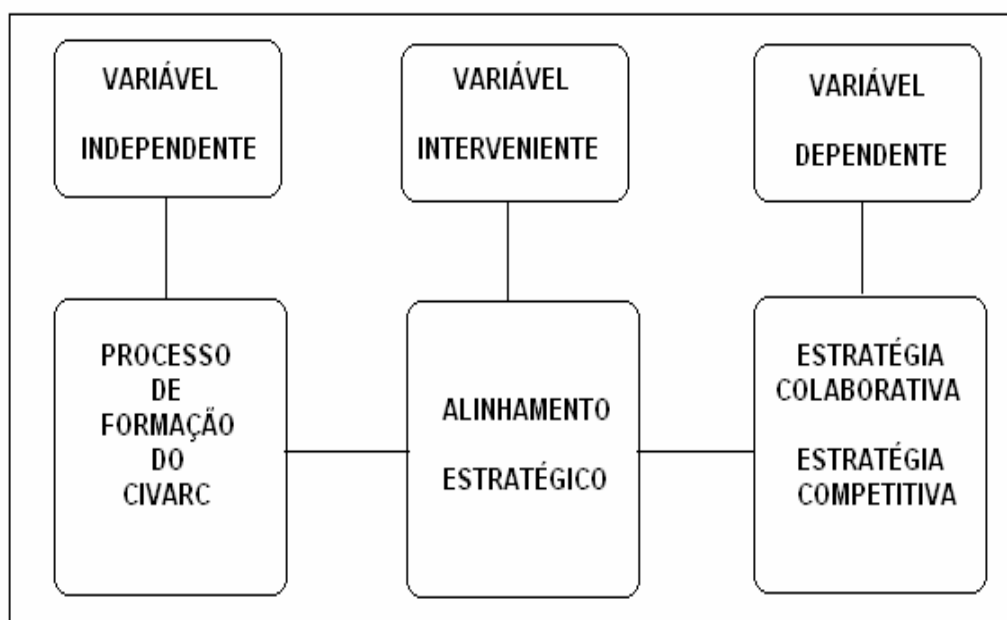 VARIÁVEL
INDEPENDENTE
VARIÁVEL
INTERVENIENTE
VARIÁVEL
DEPENDENTE
PROCESSO
DE
FORMAÇÃO
DO
CIVARC
ALINHAMENTO
ESTRATÉGICO
ESTRATÉGIA
COLABORATIVA
ESTRATÉGIA
COMPETITIVA